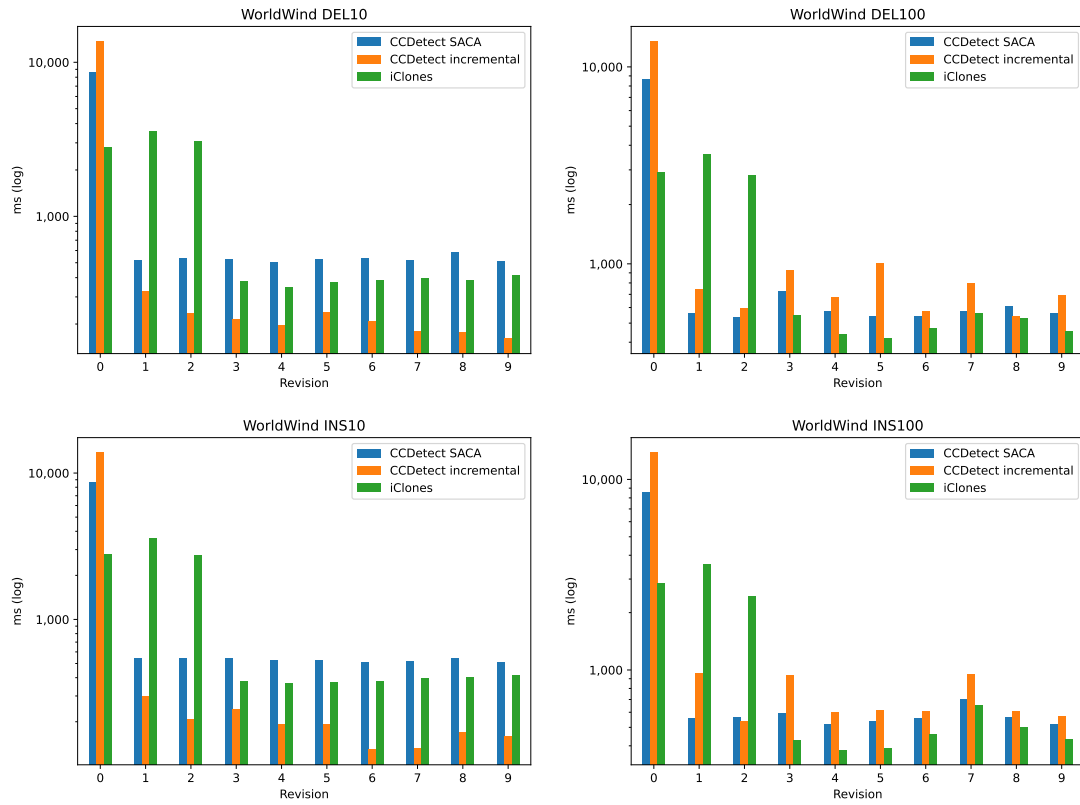 WorldWind DEL10
CCDetect SACA
CCDetect incremental
iClones
10,000
1,000
ms (log)
0 1 2 3 4 5 6 7 8 9
Revision
WorldWind DEL100
CCDetect SACA
CCDetect incremental
iClones
10,000
1,000
ms (log)
0 1 2 3 4 5 6 7 8 9
Revision
WorldWind INS10
CCDetect SACA
CCDetect incremental
iClones
10,000
1,000
ms (log)
0 1 2 3 4 5 6 7 8 9
Revision
WorldWind INS100
CCDetect SACA
CCDetect incremental
iClones
10,000
1,000
ms (log)
0 1 2 3 4 5 6 7 8 9
Revision